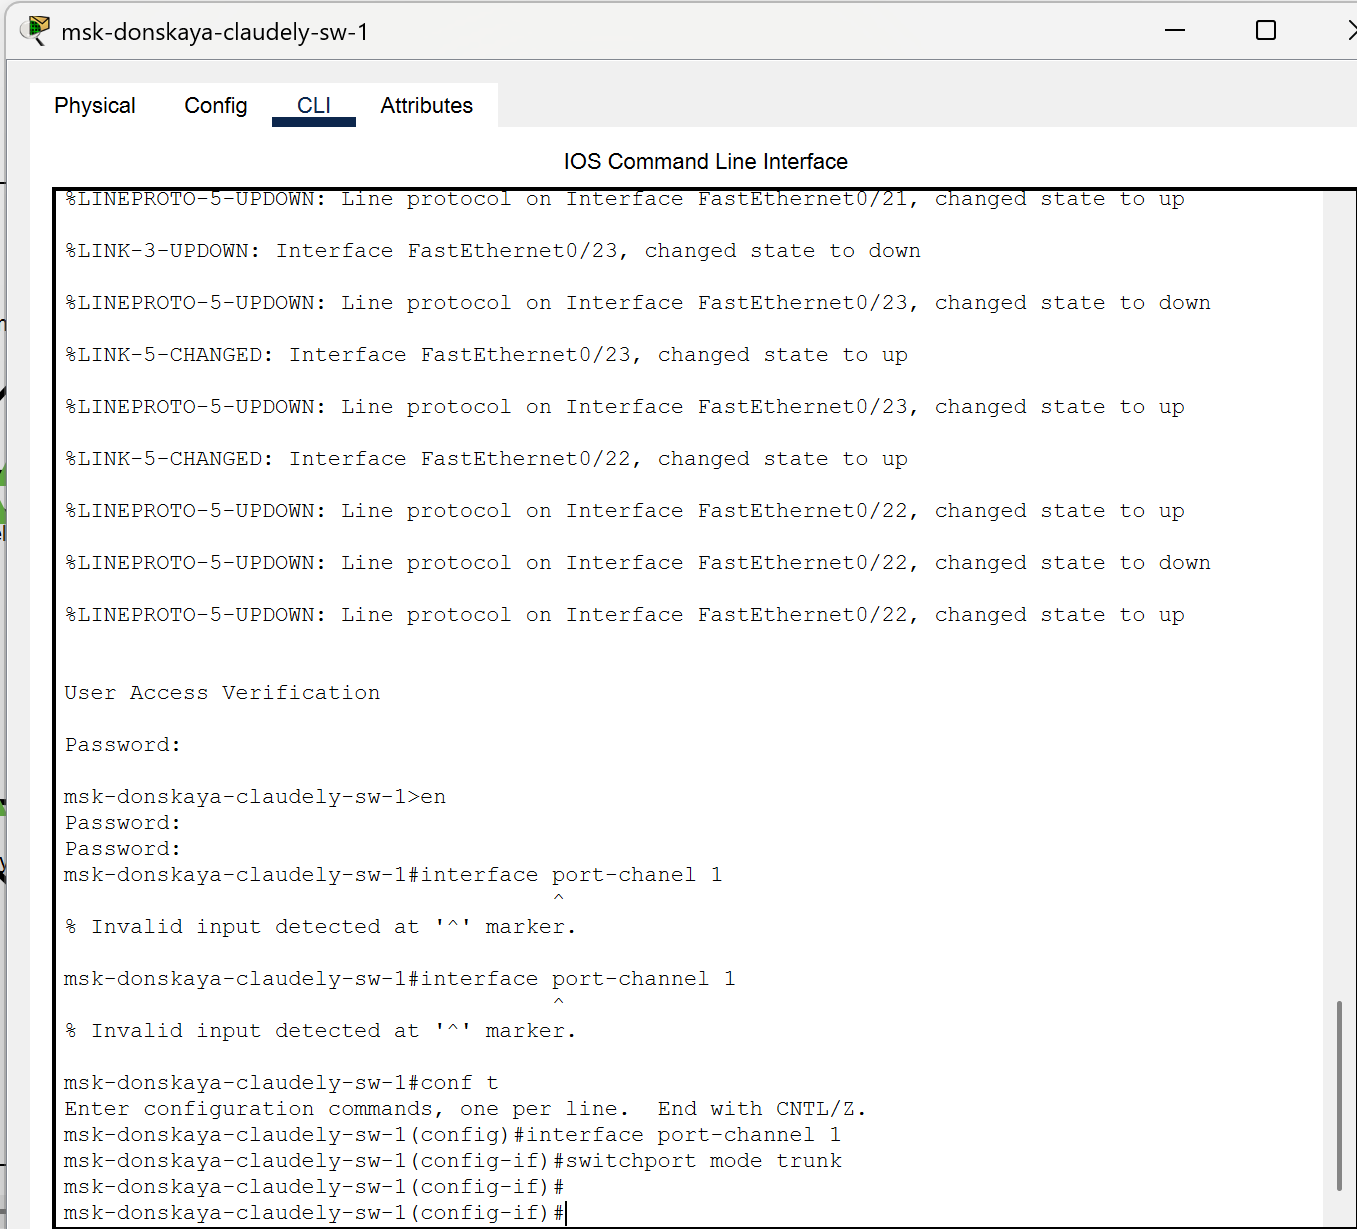 msk-donskaya-claudely-sw-1
Physical Config CLI Attributes
IOS Command Line Interface
%LINEPROTO-5-UPDOWN: Line protocol on Interface FastEthernet0/21, changed state to up
%LINK-3-UPDOWN: Interface FastEthernet0/23, changed state to down
%LINEPROTO-5-UPDOWN: Line protocol on Interface FastEthernet0/23, changed state to down
%LINK-5-CHANGED: Interface FastEthernet0/23, changed state to up
%LINEPROTO-5-UPDOWN: Line protocol on Interface FastEthernet0/23, changed state to up
%LINK-5-CHANGED: Interface FastEthernet0/22, changed state to up
%LINEPROTO-5-UPDOWN: Line protocol on Interface FastEthernet0/22, changed state to up
%LINEPROTO-5-UPDOWN: Line protocol on Interface FastEthernet0/22, changed state to down
%LINEPROTO-5-UPDOWN: Line protocol on Interface FastEthernet0/22, changed state to up
User Access Verification
Password:
msk-donskaya-claudely-sw-1>en
Password:
Password:
msk-donskaya-claudely-sw-1#interface port-chanel 1
^
% Invalid input detected at '^' marker.
msk-donskaya-claudely-sw-1#interface port-channel 1
^
% Invalid input detected at '^' marker.
msk-donskaya-claudely-sw-1#conf t
Enter configuration commands, one per line.  End with CNTL/Z.
msk-donskaya-claudely-sw-1(config)#interface port-channel 1
msk-donskaya-claudely-sw-1(config-if)#switchport mode trunk
msk-donskaya-claudely-sw-1(config-if)#
msk-donskaya-claudely-sw-1(config-if)#